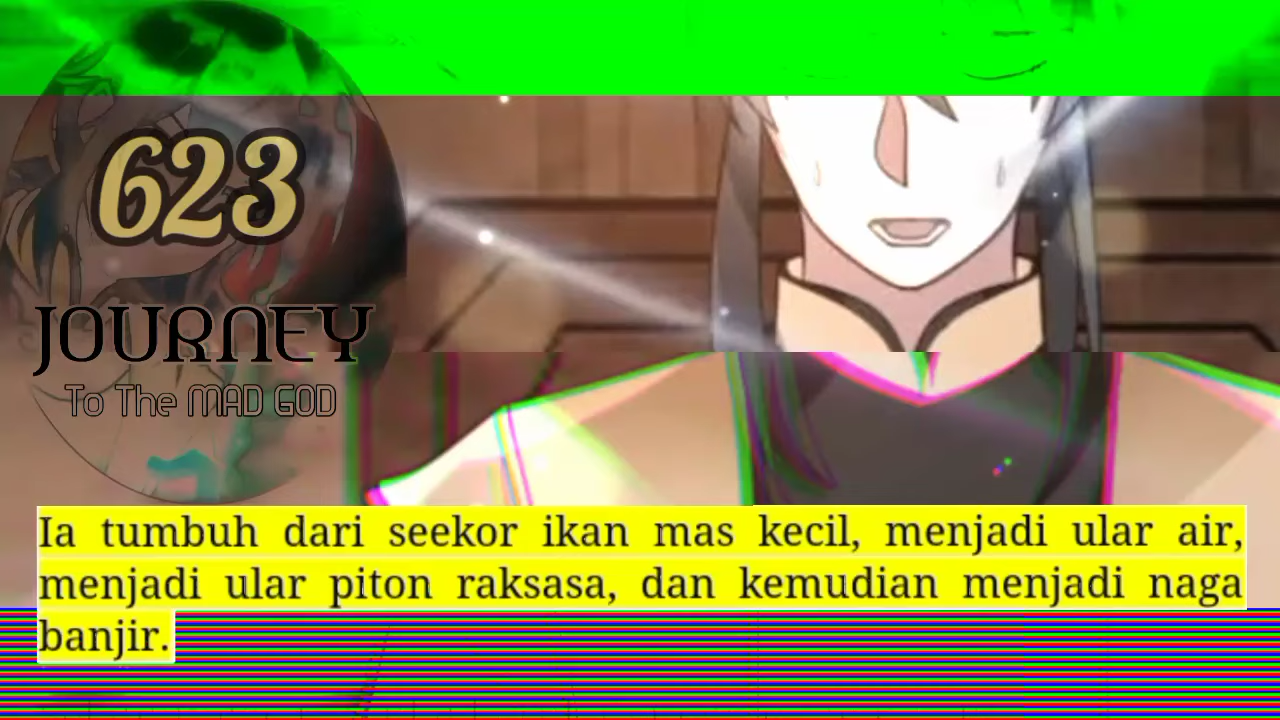 623
JOURNEY
To The MAD GOD
Ia tumbuh dari seekor ikan mas kecil, menjadi ular air,
menjadi ular piton raksasa, dan kemudian menjadi naga
banjir.